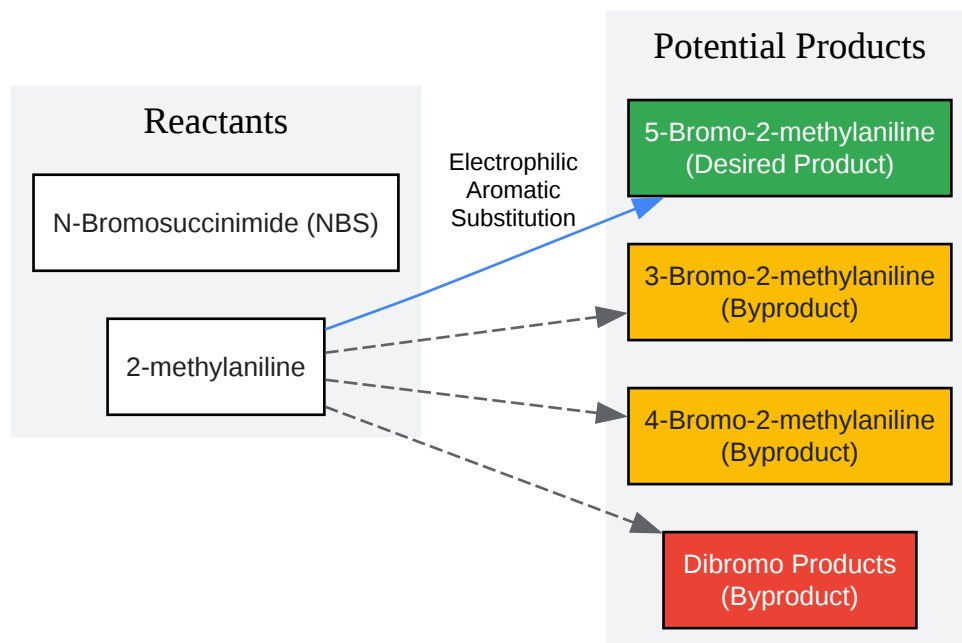 Potential Products
Reactants
5-Bromo-2-methylaniline
(Desired Product)
Electrophilic
Aromatic
Substitution
N-Bromosuccinimide (NBS)
3-Bromo-2-methylaniline
(Byproduct)
2-methylaniline
4-Bromo-2-methylaniline
(Byproduct)
Dibromo Products
(Byproduct)